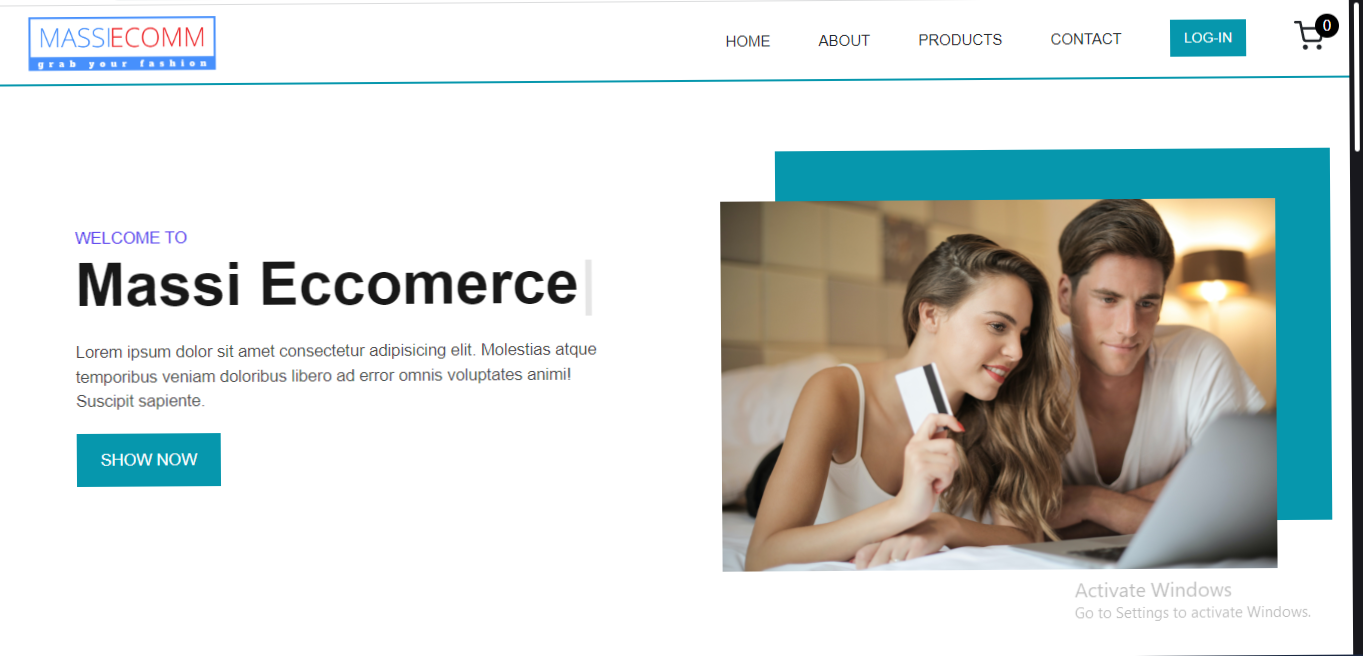 MASSIECOMM
grab your fashion
HOME ABOUT PRODUCTS CONTACT LOG-IN 0
WELCOME TO
Massi Eccomerce
Lorem ipsum dolor sit amet consectetur adipisicing elit. Molestias atque
temporibus veniam doloribus libero ad error omnis voluptates animi!
Suscipit sapiente.
SHOW NOW
Activate Windows
Go to Settings to activate Windows.